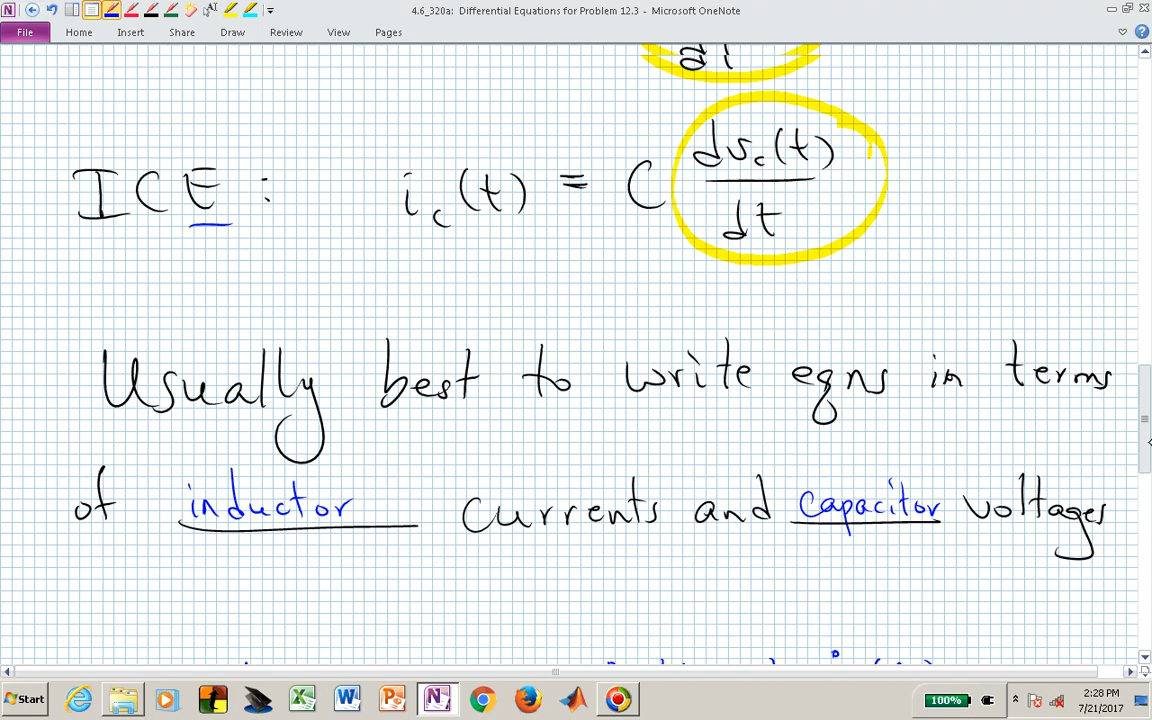 4.6_320a: Differential Equations for Problem 12.3 - Microsoft OneNote
File Home Insert Share Draw Review View Pages
ICE : i_c(t) = C dv_c(t)/dt
Usually best to write eqns in terms
of inductor currents and capacitor voltages
Start
100%
2:28 PM
7/21/2017